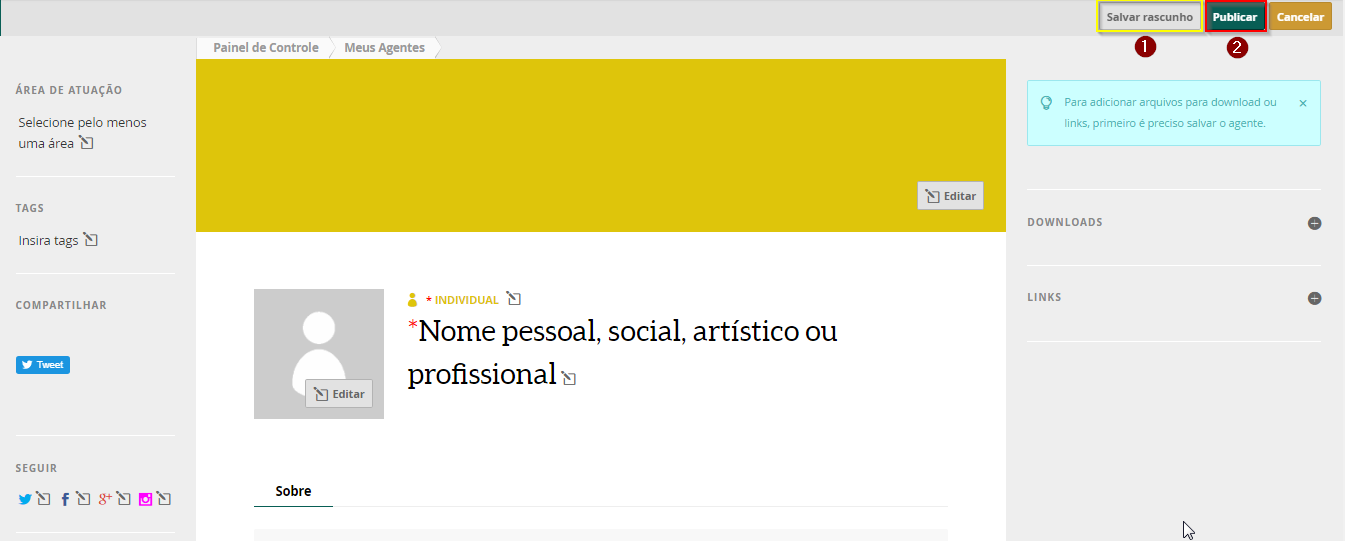 Salvar rascunho
Publicar
Cancelar
1
2
Painel de Controle
Meus Agentes
ÁREA DE ATUAÇÃO
Selecione pelo menos
uma área
TAGS
Insira tags
COMPARTILHAR
Tweet
SEGUIR
g+
Editar
Editar
* INDIVIDUAL
*Nome pessoal, social, artístico ou
profissional
Sobre
Para adicionar arquivos para download ou
links, primeiro é preciso salvar o agente.
DOWNLOADS
LINKS